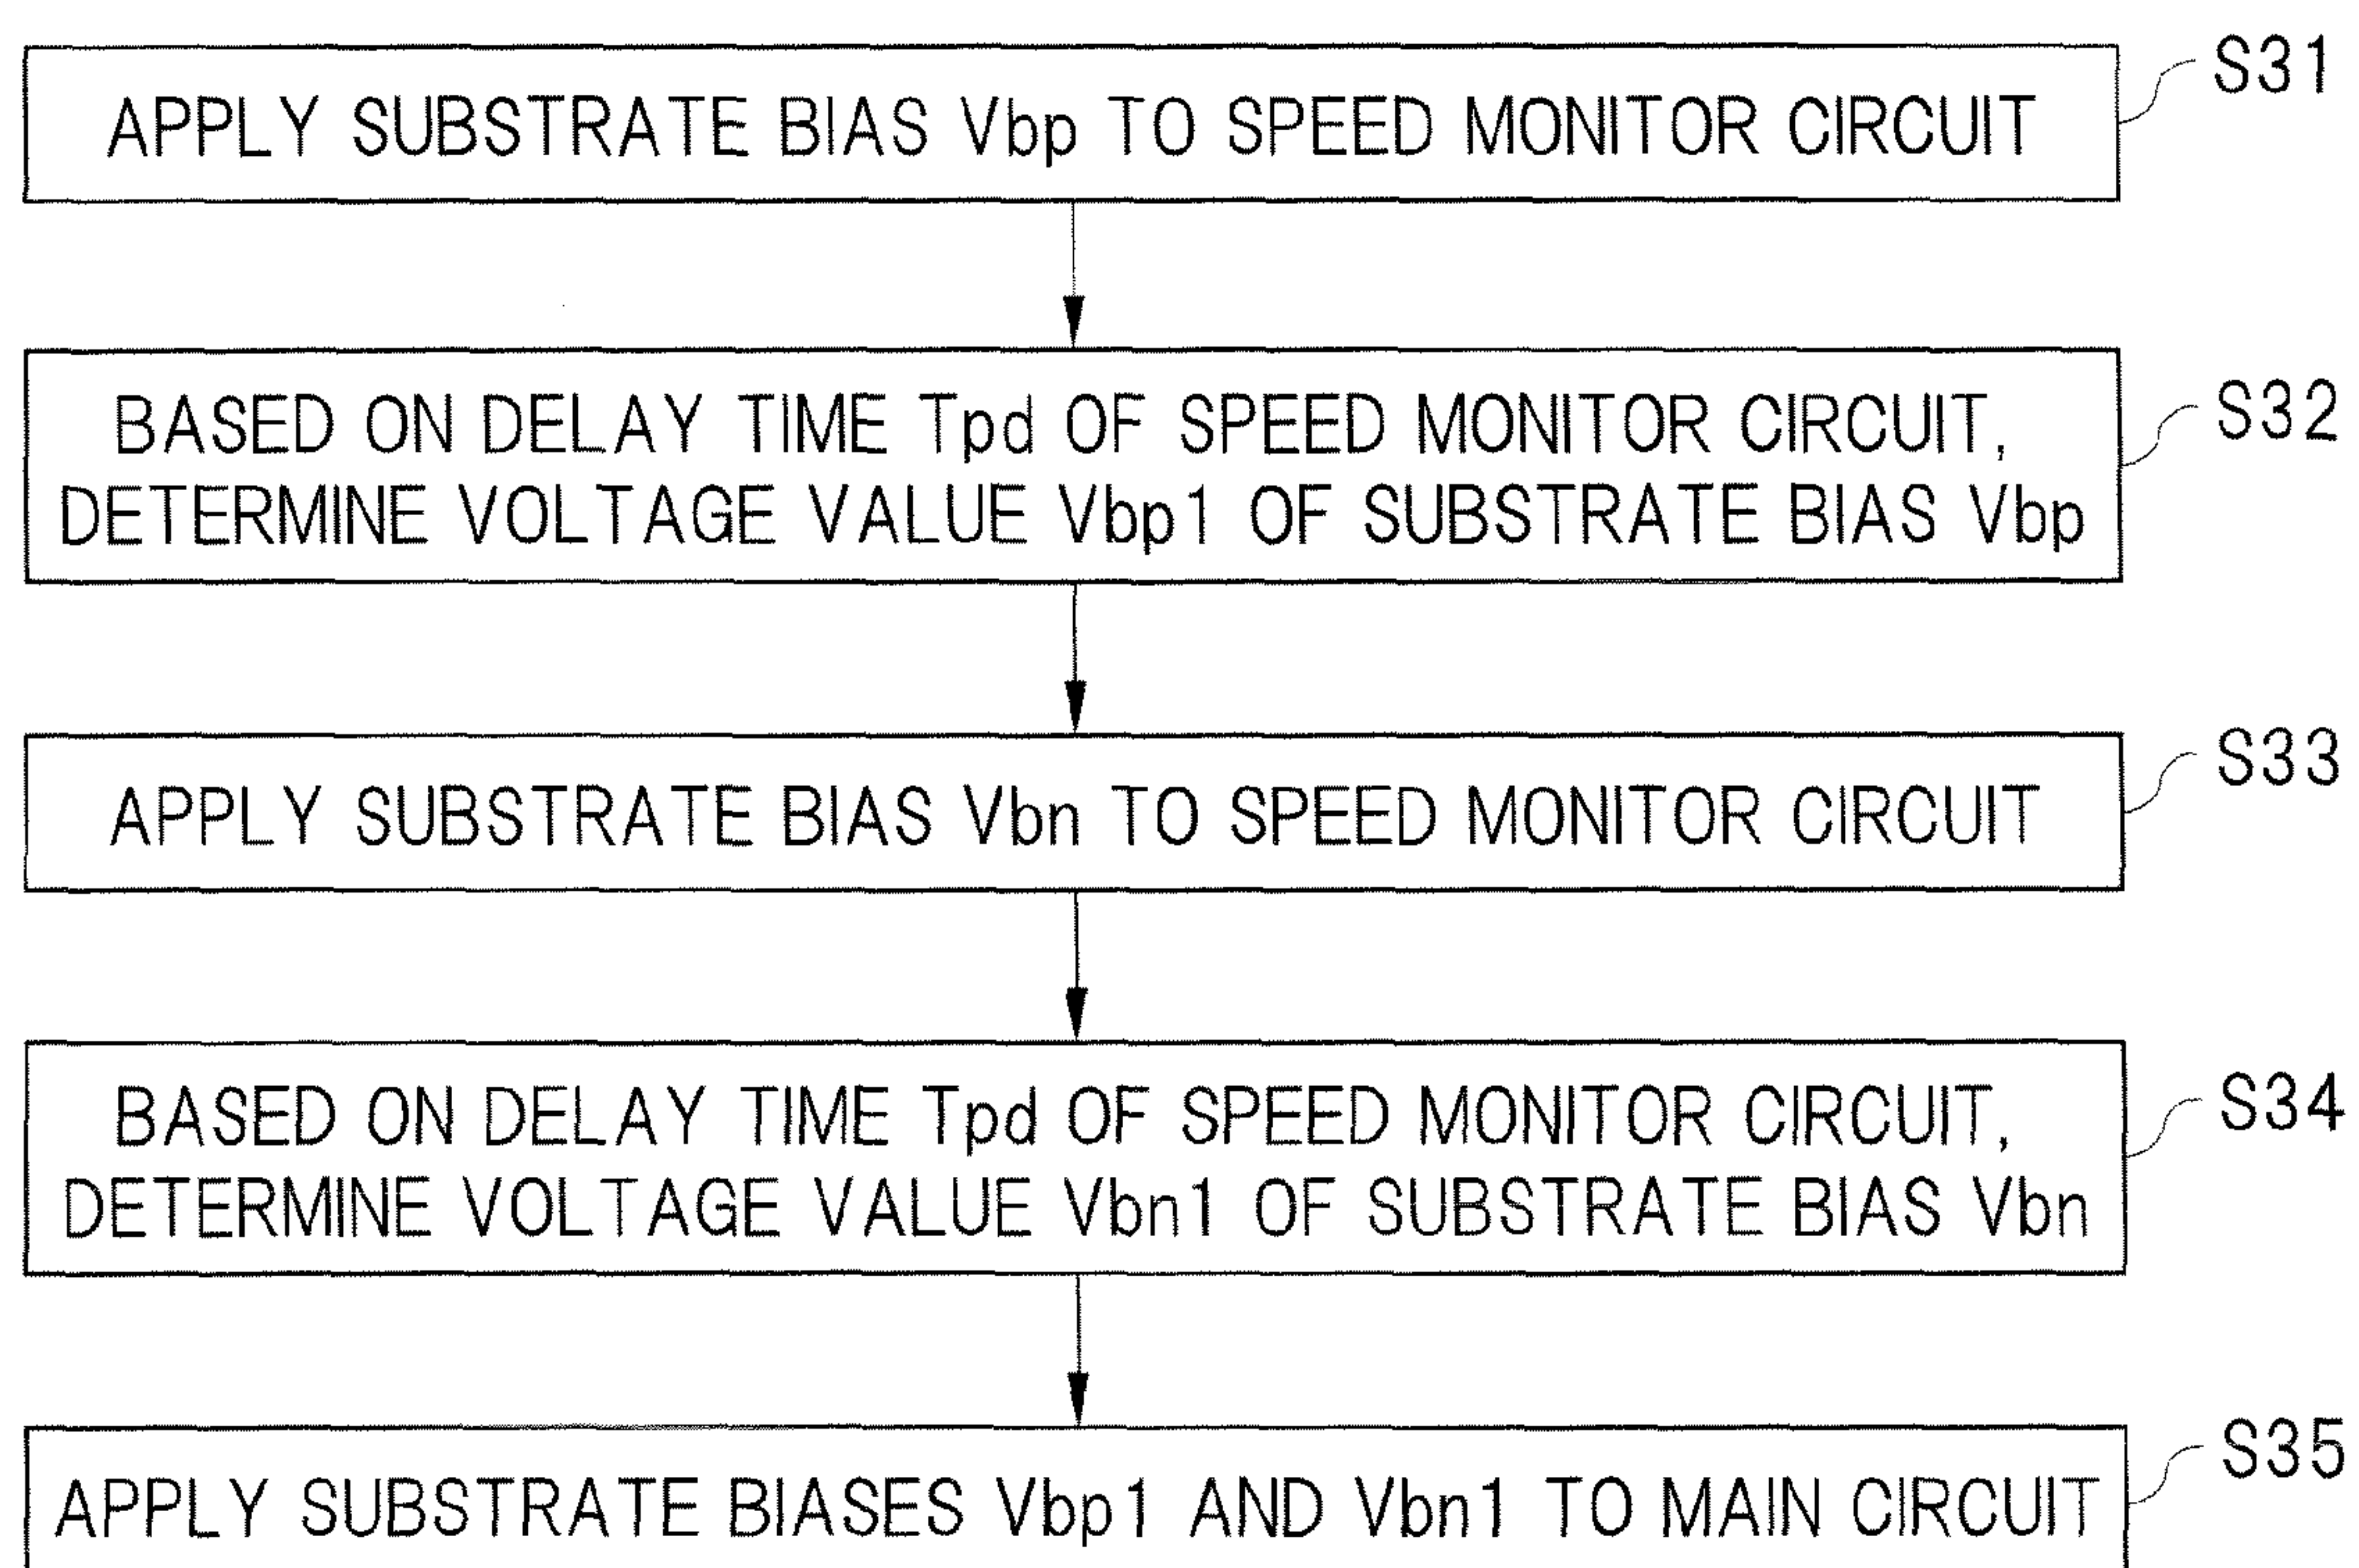 S31
APPLY SUBSTRATE BIAS Vbp TO SPEED MONITOR CIRCUIT
S32
BASED ON DELAY TIME Tpd OF SPEED MONITOR CIRCUIT,
DETERMINE VOLTAGE VALUE Vbp1 OF SUBSTRATE BIAS Vbp
S33
APPLY SUBSTRATE BIAS Vbn TO SPEED MONITOR CIRCUIT
S34
BASED ON DELAY TIME Tpd OF SPEED MONITOR CIRCUIT,
DETERMINE VOLTAGE VALUE Vbn1 OF SUBSTRATE BIAS Vbn
S35
APPLY SUBSTRATE BIASES Vbp1 AND Vbn1 TO MAIN CIRCUIT